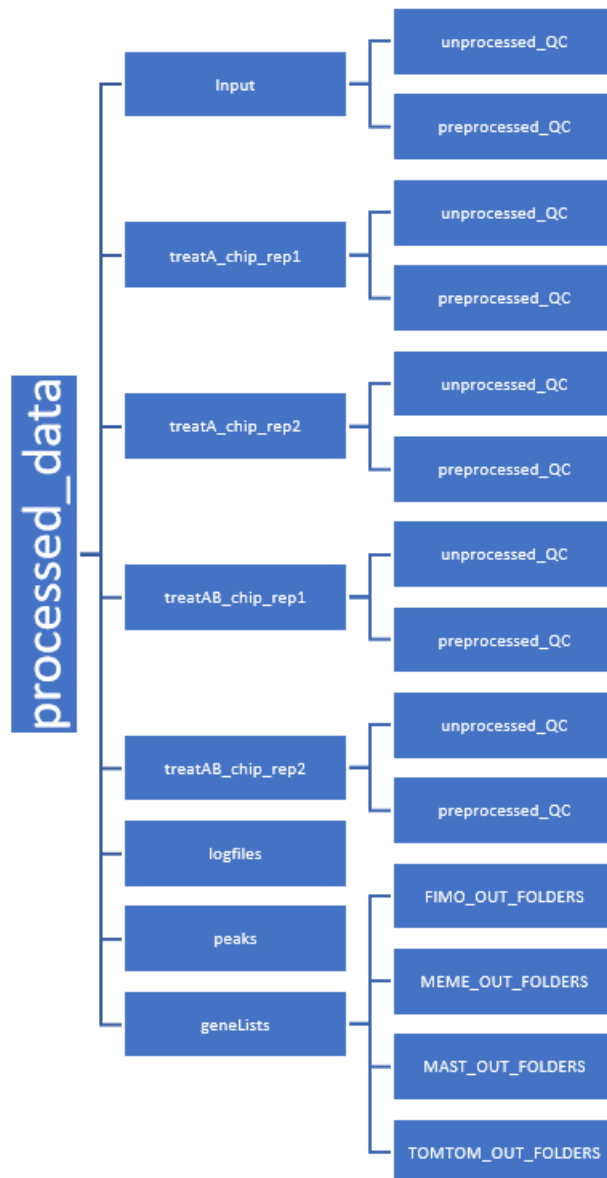 processed_data
Input
unprocessed_QC
preprocessed_QC
treatA_chip_rep1
unprocessed_QC
preprocessed_QC
treatA_chip_rep2
unprocessed_QC
preprocessed_QC
treatAB_chip_rep1
unprocessed_QC
preprocessed_QC
treatAB_chip_rep2
unprocessed_QC
preprocessed_QC
logfiles
peaks
geneLists
FIMO_OUT_FOLDERS
MEME_OUT_FOLDERS
MAST_OUT_FOLDERS
TOMTOM_OUT_FOLDERS